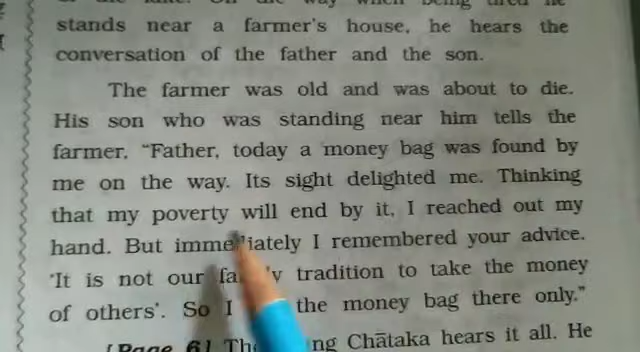 stands near a farmer's house, he hears the
conversation of the father and the son.
The farmer was old and was about to die.
His son who was standing near him tells the
farmer, "Father, today a money bag was found by
me on the way. Its sight delighted me. Thinking
that my poverty will end by it, I reached out my
hand. But immediately I remembered your advice.
'It is not our tradition to take the money
of others'. So I the money bag there only."
[Page 6] Chātaka hears it all. He